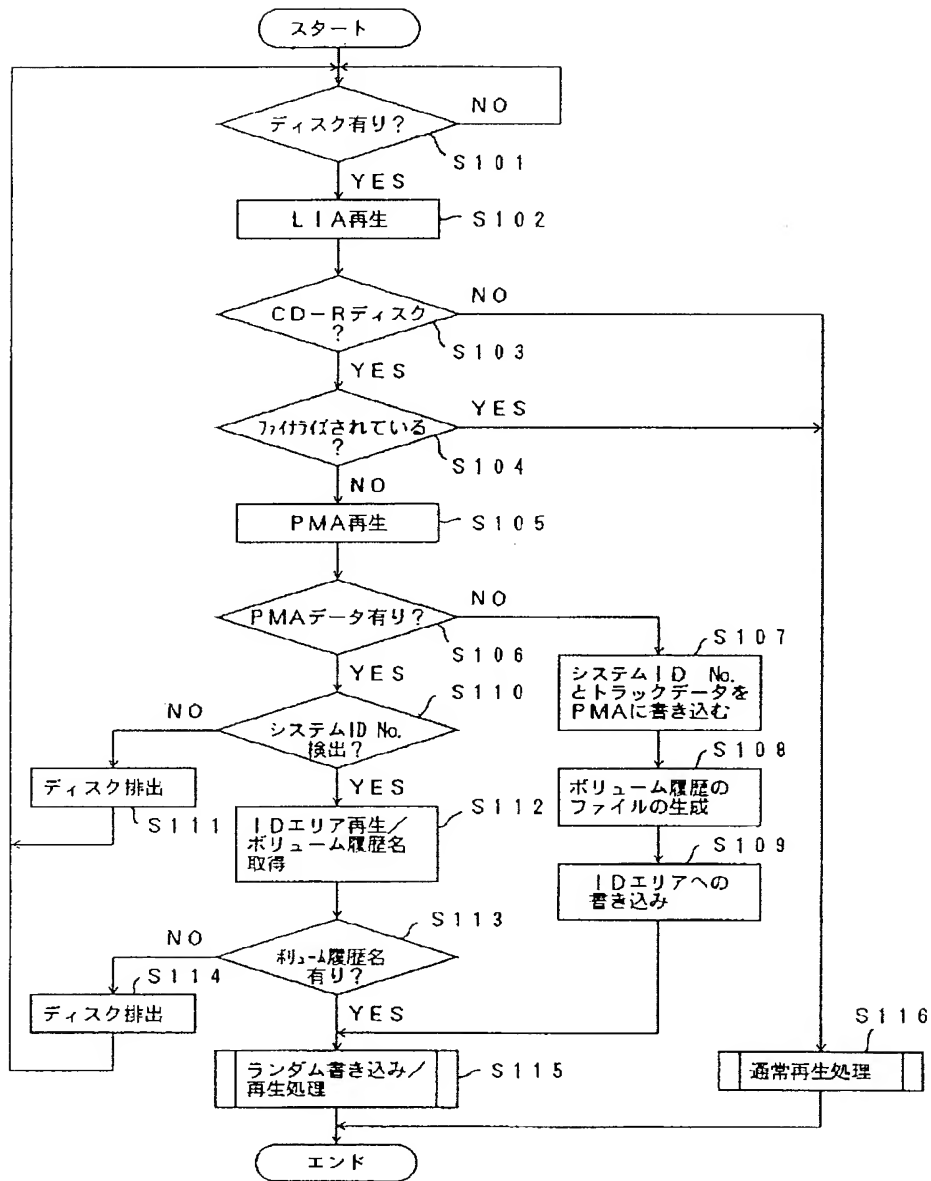 スタート
NO
ディスク有り?
S101
YES
LIA再生
S102
NO
CD-Rディスク
?
S103
YES
YES
ファイナライズされている
?
S104
NO
PMA再生
S105
NO
PMAデータ有り?
S106
YES
S107
システムID No.
とトラックデータを
PMAに書き込む
S110
NO
システムID No.
検出?
S108
ボリューム履歴の
ファイルの生成
ディスク排出
S111
YES
S112
IDエリア再生/
ボリューム履歴名
取得
S109
IDエリアへの
書き込み
S113
NO
ボリューム履歴名
有り?
S114
ディスク排出
YES
S116
ランダム書き込み/
再生処理
S115
通常再生処理
エンド